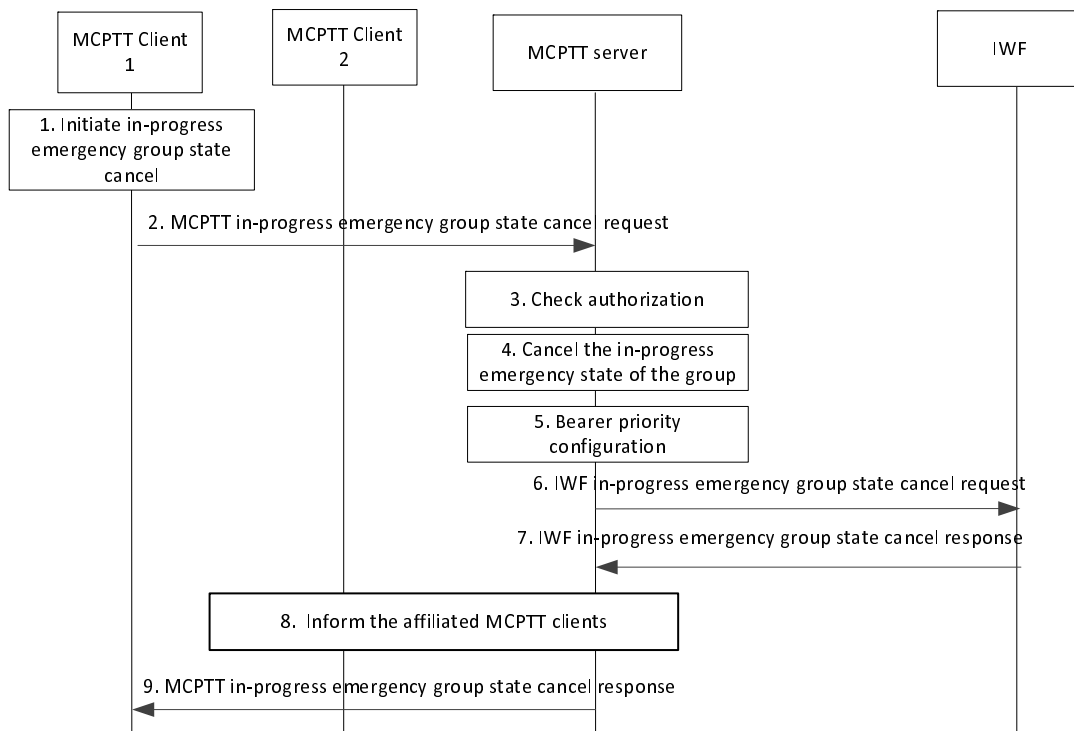 MCPTT Client
1
MCPTT Client
2
MCPTT server
IWF
1. Initiate in-progress
emergency group state
cancel
2. MCPTT in-progress emergency group state cancel request
3. Check authorization
4. Cancel the in-progress
emergency state of the group
5. Bearer priority
configuration
6. IWF in-progress emergency group state cancel request
7. IWF in-progress emergency group state cancel response
8. Inform the affiliated MCPTT clients
9. MCPTT in-progress emergency group state cancel response